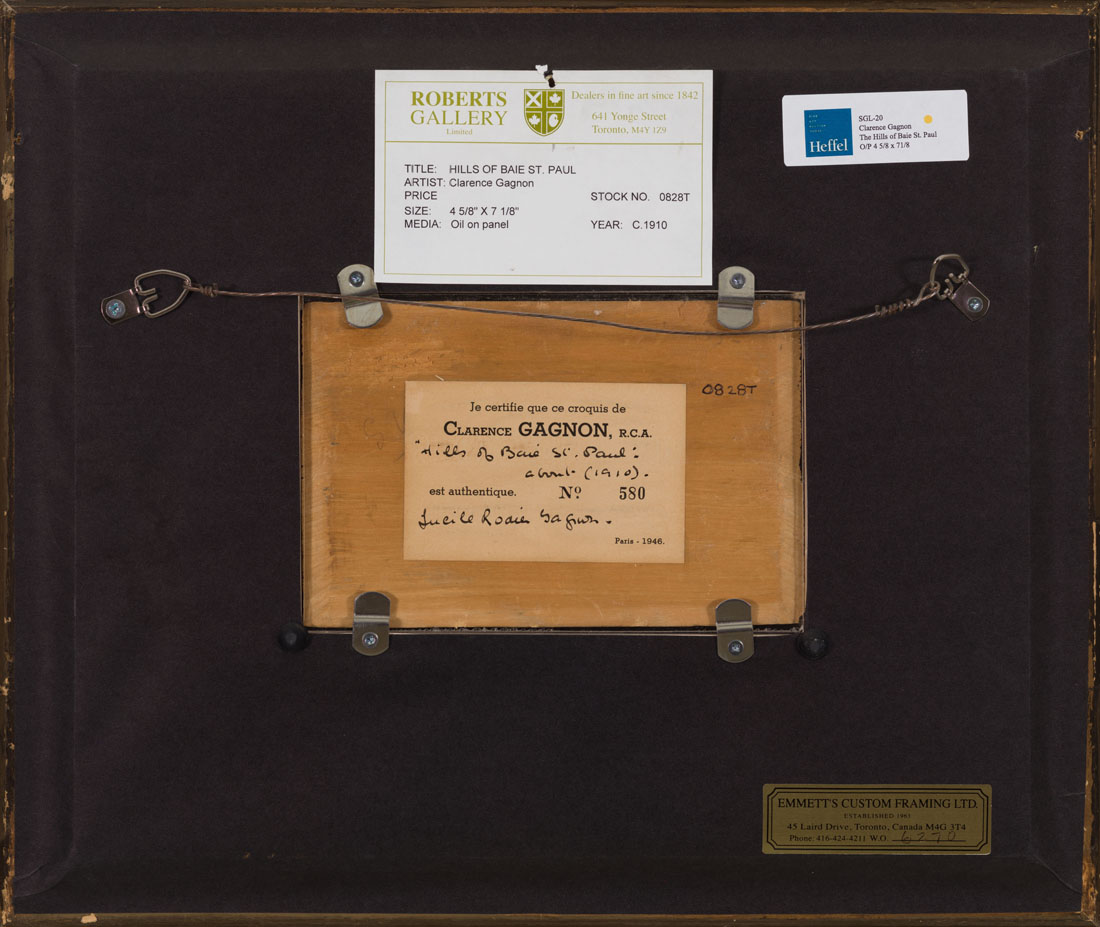 ROBERTS
GALLERY
Limited
Dealers in fine art since 1842
641 Yonge Street
Toronto, M4Y 1Z9
TITLE: HILLS OF BAIE ST. PAUL
ARTIST: Clarence Gagnon
PRICE STOCK NO. 0828T
SIZE: 4 5/8" X 7 1/8"
MEDIA: Oil on panel YEAR: C.1910
Heffel
SGL-20
Clarence Gagnon
The Hills of Baie St. Paul
O/P 4 5/8 x 71/8
0828T
Je certifie que ce croquis de
CLARENCE GAGNON, R.C.A.
"Hills of Baie St. Paul".
about (1910).
est authentique. Nº 580
Lucile Rodier Gagnon.
Paris - 1946.
EMMETT'S CUSTOM FRAMING LTD.
ESTABLISHED 1963
45 Laird Drive, Toronto, Canada M4G 3T4
Phone: 416-424-4211 W.O. 6270